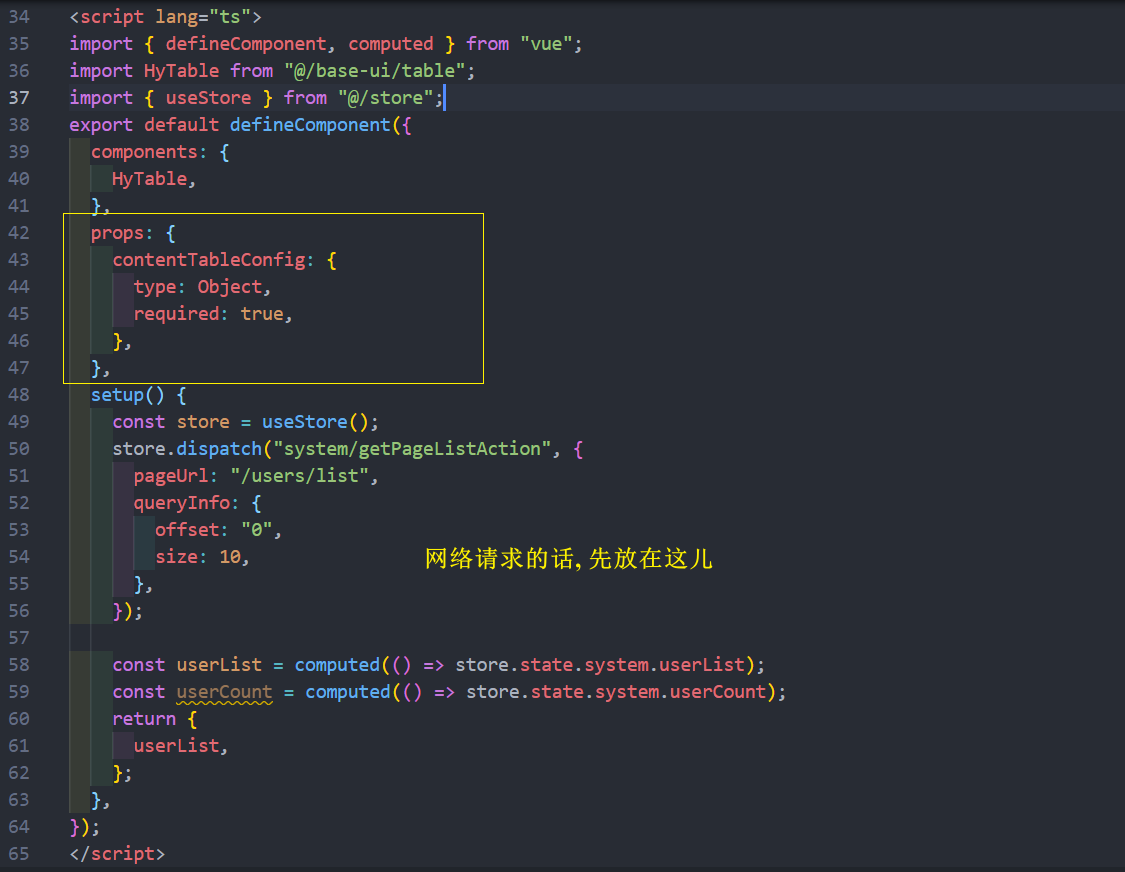 34 <script lang="ts">
35 import { defineComponent, computed } from "vue";
36 import HyTable from "@/base-ui/table";
37 import { useStore } from "@/store";
38 export default defineComponent({
39   components: {
40     HyTable,
41   },
42   props: {
43     contentTableConfig: {
44       type: Object,
45       required: true,
46     },
47   },
48   setup() {
49     const store = useStore();
50     store.dispatch("system/getPageListAction", {
51       pageUrl: "/users/list",
52       queryInfo: {
53         offset: "0",
54         size: 10,
网络请求的话,先放在这儿
55       },
56     });
57
58     const userList = computed(() => store.state.system.userList);
59     const userCount = computed(() => store.state.system.userCount);
60     return {
61       userList,
62     };
63   },
64 });
65 </script>